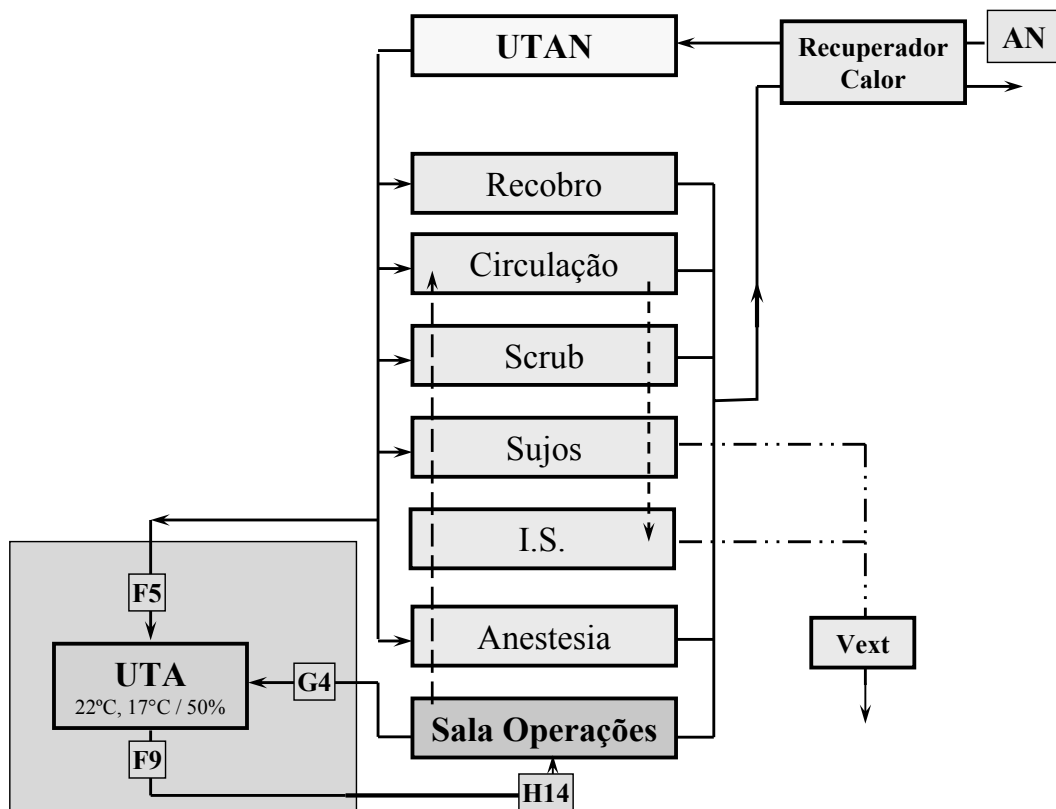 UTAN
Recuperador
Calor
AN
Recobro
Circulação
Scrub
Sujos
I.S.
F5
Anestesia
Vext
UTA
22ºC, 17°C / 50%
G4
Sala Operações
F9
H14